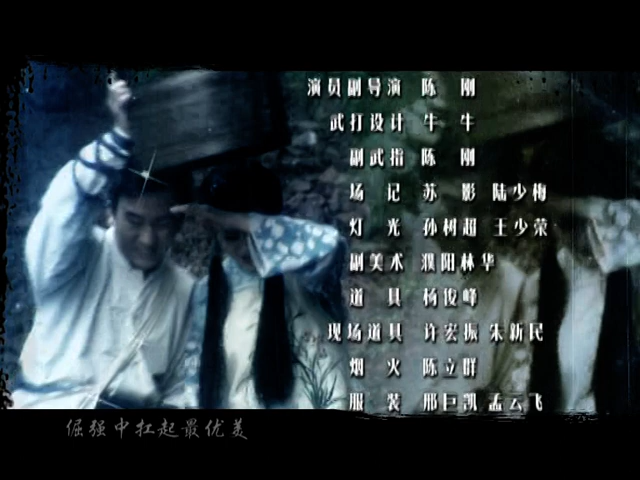 演员副导演 陈 刚
武打设计 牛 牛
副武指 陈 刚
场 记 苏 影 陆少梅
灯 光 孙树超 王少荣
副美术 濮阳林华
道 具 杨俊峰
现场道具 许宏振 朱新民
烟 火 陈立群
服 装 邢巨凯 孟云飞
倔强中扛起最优美